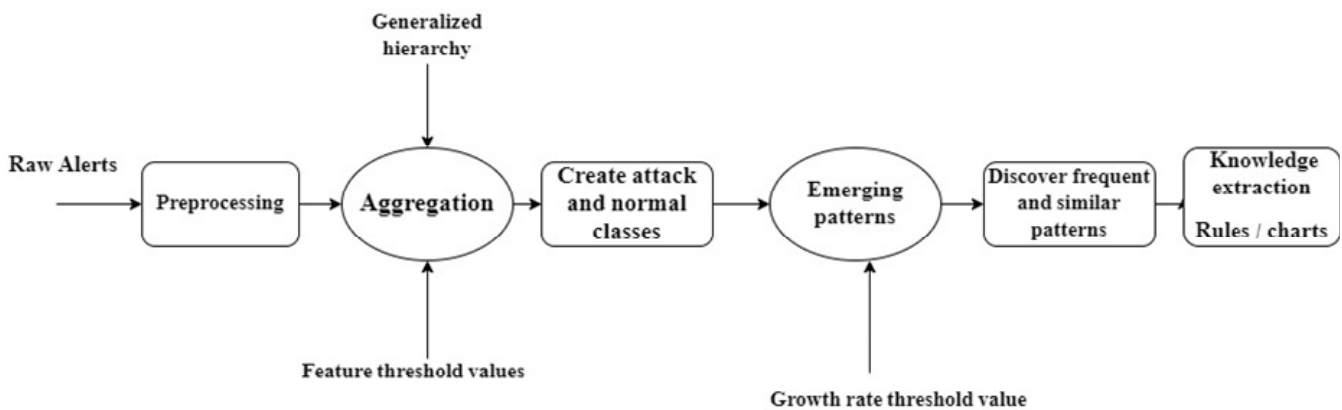 Generalized
hierarchy
Raw Alerts
Preprocessing
Aggregation
Create attack
and normal
classes
Emerging
patterns
Discover frequent
and similar
patterns
Knowledge
extraction
Rules / charts
Feature threshold values
Growth rate threshold value